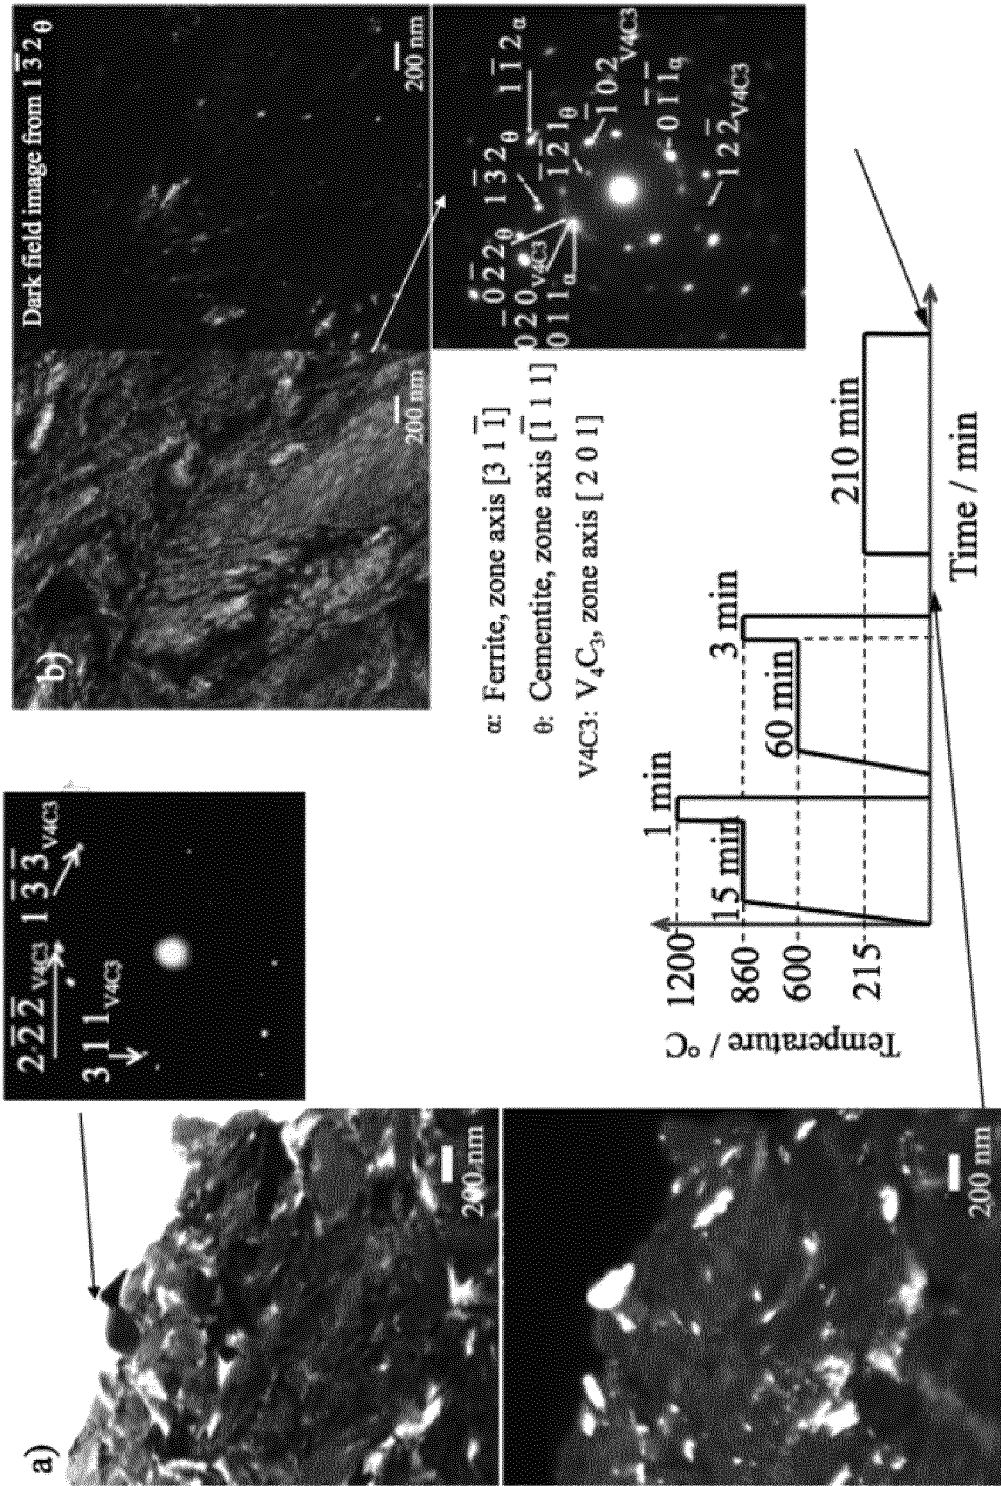 a)
200 nm
200 nm
2 2̅ 2̅ V4C3
1 3̅ 3̅ V4C3
3 1 1 V4C3
b)
200 nm
Dark field image from 1 3̅ 2 θ
200 nm
0 2̅ 2 θ
0 2 0 V4C3
0 1 1 α
1 3̅ 2 θ
1̅ 2̅ 1 θ
1 1̅ 2 α
1̅ 0 2 V4C3
0 1̅ 1̅ α
1 2 2̅ V4C3
α: Ferrite, zone axis [3 1 1̅]
θ: Cementite, zone axis [1̅ 1 1]
V4C3: V₄C₃, zone axis [ 2 0 1]
Temperature / °C
1200
860
600
215
15 min
1 min
60 min
3 min
210 min
Time / min